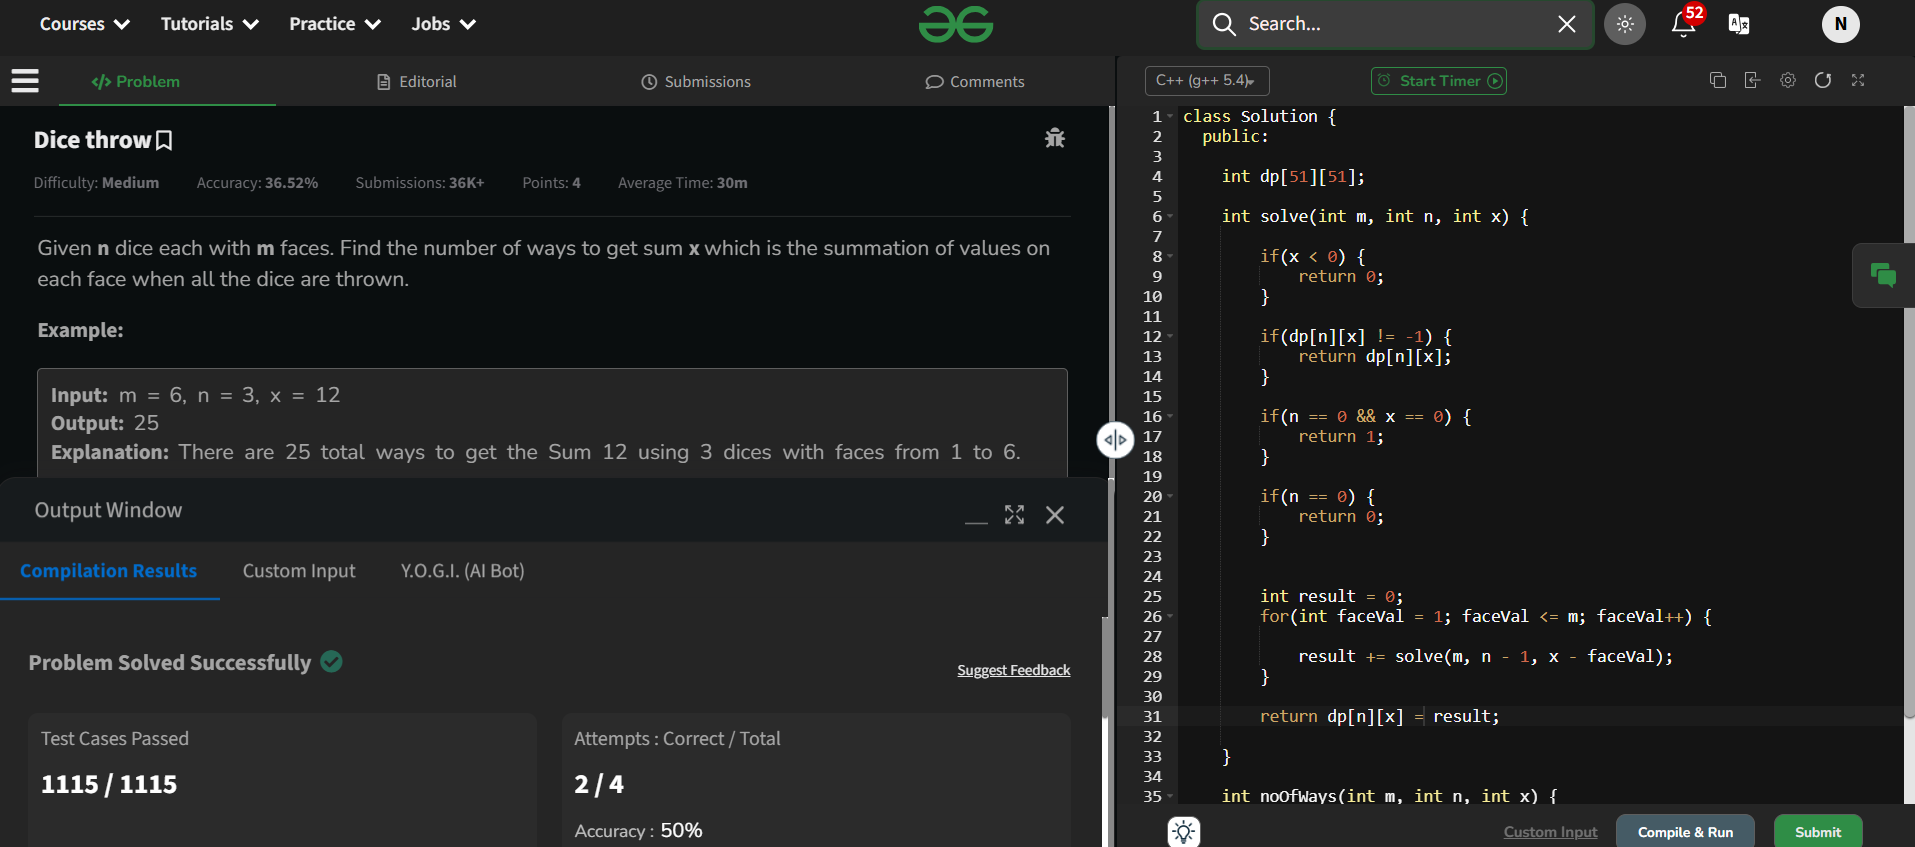 Courses Tutorials Practice Jobs Search... 52 N
Problem Editorial Submissions Comments
C++ (g++ 5.4) Start Timer
Dice throw
Difficulty: Medium Accuracy: 36.52% Submissions: 36K+ Points: 4 Average Time: 30m
Given n dice each with m faces. Find the number of ways to get sum x which is the summation of values on
each face when all the dice are thrown.
Example:
Input: m = 6, n = 3, x = 12
Output: 25
Explanation: There are 25 total ways to get the Sum 12 using 3 dices with faces from 1 to 6.
Output Window
Compilation Results Custom Input Y.O.G.I. (AI Bot)
Problem Solved Successfully
Suggest Feedback
Test Cases Passed
1115 / 1115
Attempts : Correct / Total
2 / 4
Accuracy : 50%
1 class Solution {
2 public:
3
4 int dp[51][51];
5
6 int solve(int m, int n, int x) {
7
8 if(x < 0) {
9 return 0;
10 }
11
12 if(dp[n][x] != -1) {
13 return dp[n][x];
14 }
15
16 if(n == 0 && x == 0) {
17 return 1;
18 }
19
20 if(n == 0) {
21 return 0;
22 }
23
24
25 int result = 0;
26 for(int faceVal = 1; faceVal <= m; faceVal++) {
27
28 result += solve(m, n - 1, x - faceVal);
29 }
30
31 return dp[n][x] = result;
32
33 }
34
35 int noOfWays(int m, int n, int x) {
Custom Input Compile & Run Submit